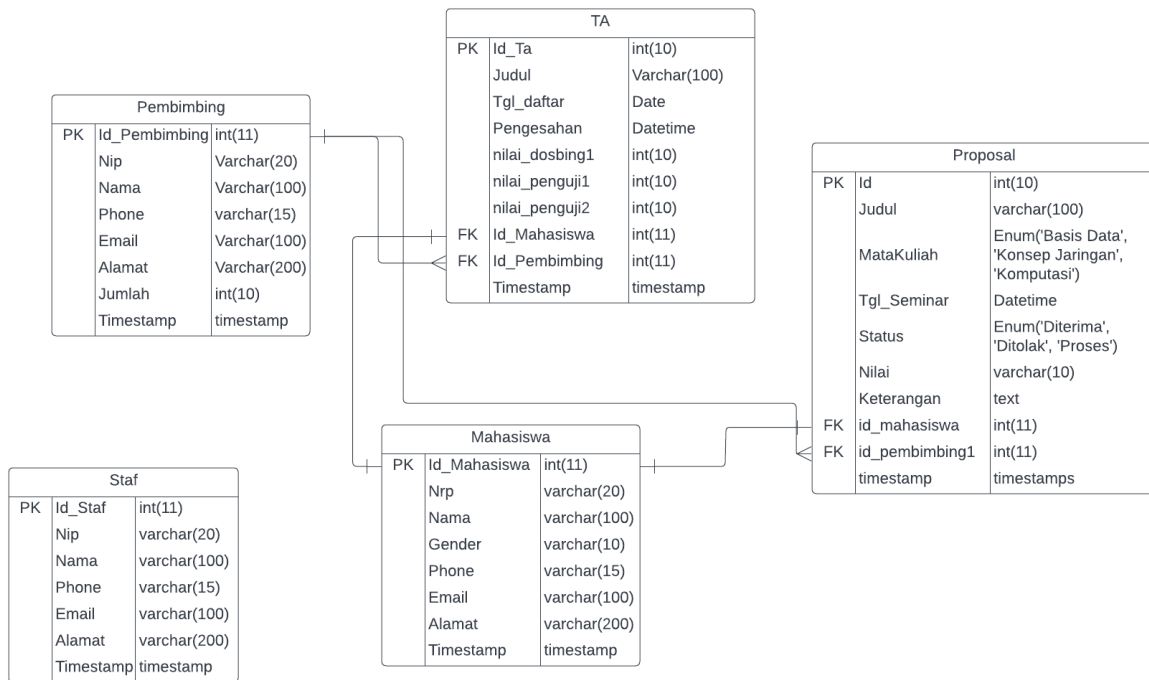 TA
PK Id_Ta int(10)
Judul Varchar(100)
Tgl_daftar Date
Pengesahan Datetime
nilai_dosbing1 int(10)
nilai_penguji1 int(10)
nilai_penguji2 int(10)
FK Id_Mahasiswa int(11)
FK Id_Pembimbing int(11)
Timestamp timestamp
Pembimbing
PK Id_Pembimbing int(11)
Nip Varchar(20)
Nama Varchar(100)
Phone varchar(15)
Email Varchar(100)
Alamat Varchar(200)
Jumlah int(10)
Timestamp timestamp
Proposal
PK Id int(10)
Judul varchar(100)
MataKuliah Enum('Basis Data',
'Konsep Jaringan',
'Komputasi')
Tgl_Seminar Datetime
Status Enum('Diterima',
'Ditolak', 'Proses')
Nilai varchar(10)
Keterangan text
FK id_mahasiswa int(11)
FK id_pembimbing1 int(11)
timestamp timestamps
Mahasiswa
PK Id_Mahasiswa int(11)
Nrp varchar(20)
Nama varchar(100)
Gender varchar(10)
Phone varchar(15)
Email varchar(100)
Alamat varchar(200)
Timestamp timestamp
Staf
PK Id_Staf int(11)
Nip varchar(20)
Nama varchar(100)
Phone varchar(15)
Email varchar(100)
Alamat varchar(200)
Timestamp timestamp